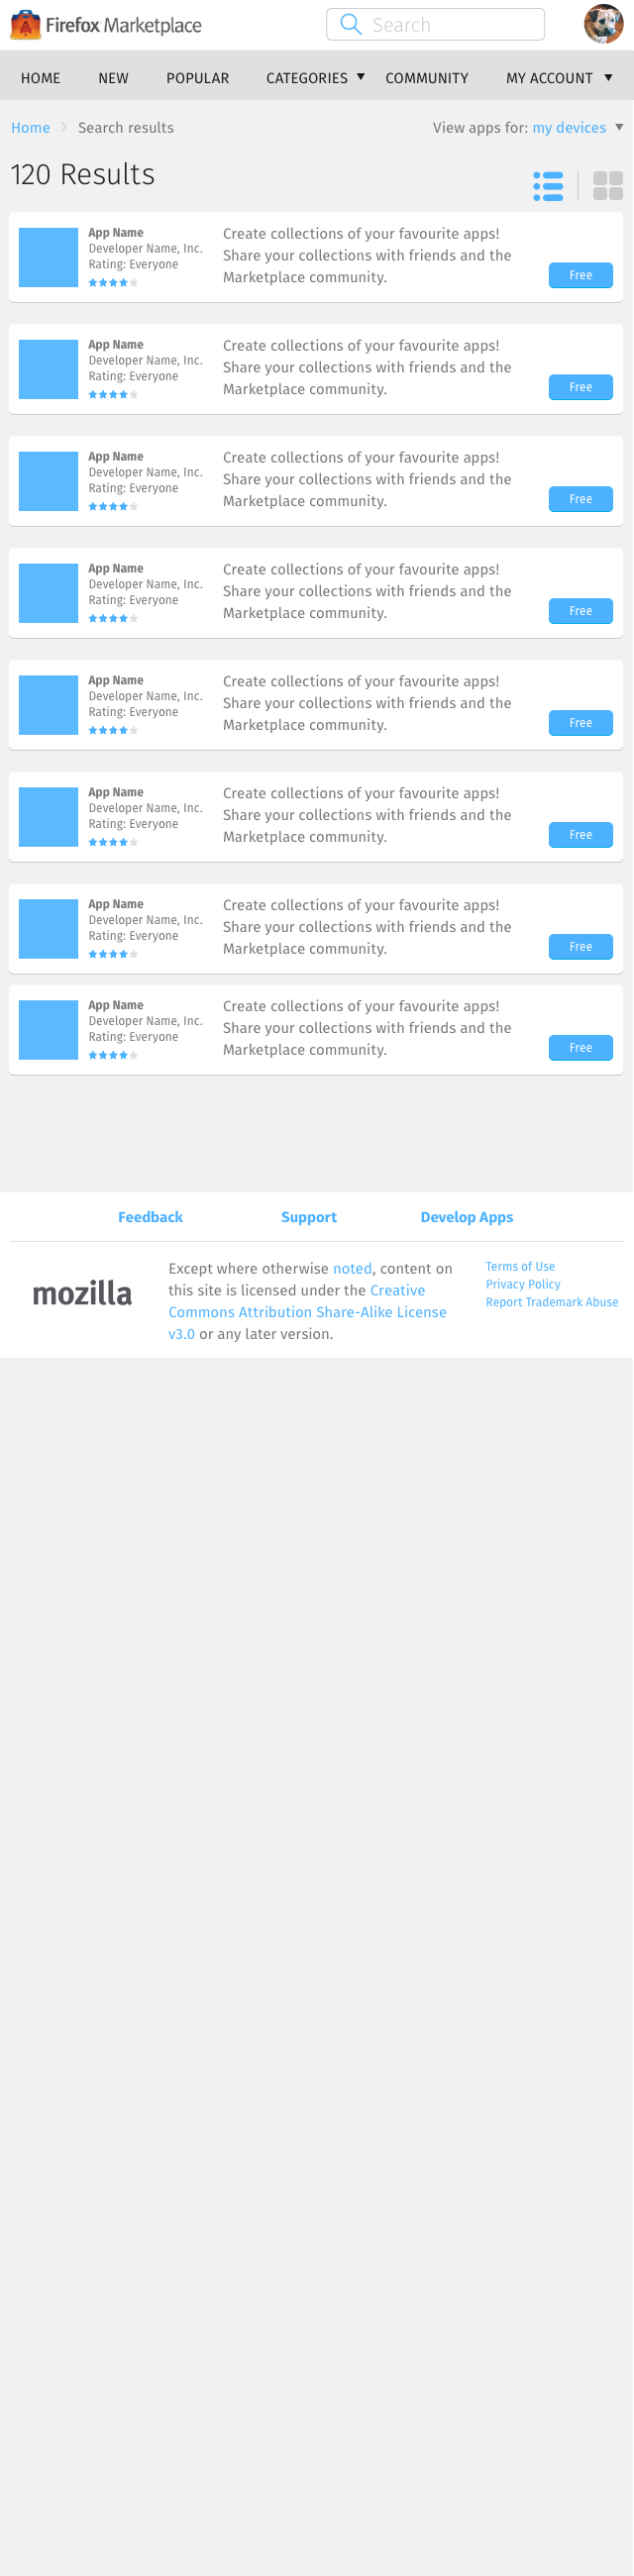 Firefox Marketplace
Search
HOME NEW POPULAR CATEGORIES COMMUNITY MY ACCOUNT
Home Search results View apps for: my devices
120 Results
App Name
Developer Name, Inc.
Rating: Everyone
Create collections of your favourite apps!
Share your collections with friends and the
Marketplace community.
Free
App Name
Developer Name, Inc.
Rating: Everyone
Create collections of your favourite apps!
Share your collections with friends and the
Marketplace community.
Free
App Name
Developer Name, Inc.
Rating: Everyone
Create collections of your favourite apps!
Share your collections with friends and the
Marketplace community.
Free
App Name
Developer Name, Inc.
Rating: Everyone
Create collections of your favourite apps!
Share your collections with friends and the
Marketplace community.
Free
App Name
Developer Name, Inc.
Rating: Everyone
Create collections of your favourite apps!
Share your collections with friends and the
Marketplace community.
Free
App Name
Developer Name, Inc.
Rating: Everyone
Create collections of your favourite apps!
Share your collections with friends and the
Marketplace community.
Free
App Name
Developer Name, Inc.
Rating: Everyone
Create collections of your favourite apps!
Share your collections with friends and the
Marketplace community.
Free
App Name
Developer Name, Inc.
Rating: Everyone
Create collections of your favourite apps!
Share your collections with friends and the
Marketplace community.
Free
Feedback Support Develop Apps
mozilla
Except where otherwise noted, content on
this site is licensed under the Creative
Commons Attribution Share-Alike License
v3.0 or any later version.
Terms of Use
Privacy Policy
Report Trademark Abuse